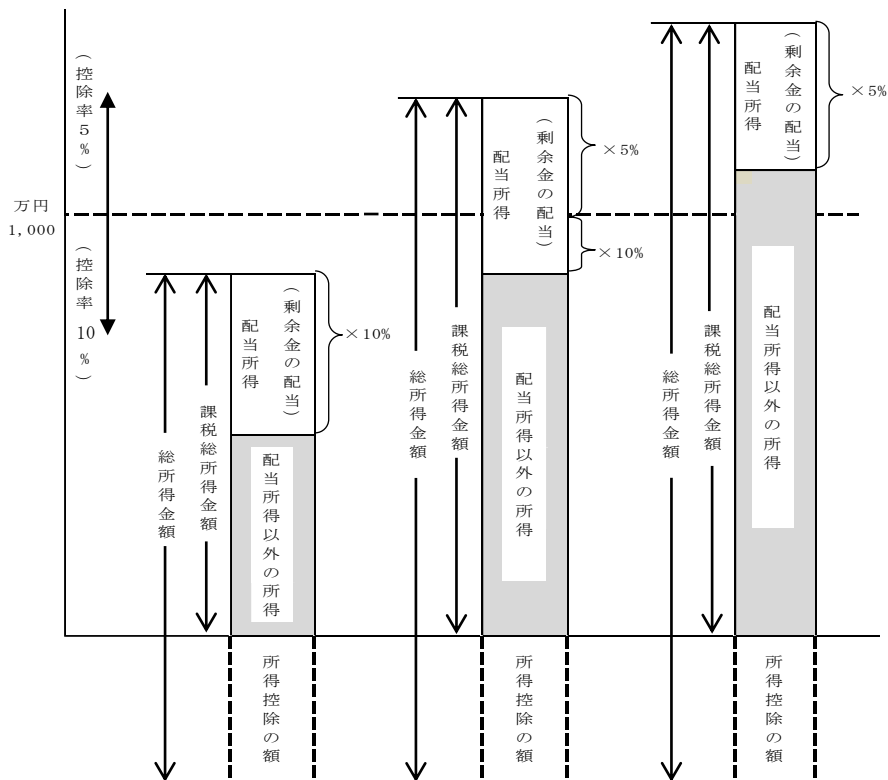 （控除率５％）
万円
1,000
（控除率10％）
総所得金額
課税総所得金額
（剰余金の配当）
配当所得
×10%
配当所得以外の所得
所得控除の額
総所得金額
課税総所得金額
（剰余金の配当）
配当所得
×5%
×10%
配当所得以外の所得
所得控除の額
総所得金額
課税総所得金額
（剰余金の配当）
配当所得
×5%
配当所得以外の所得
所得控除の額